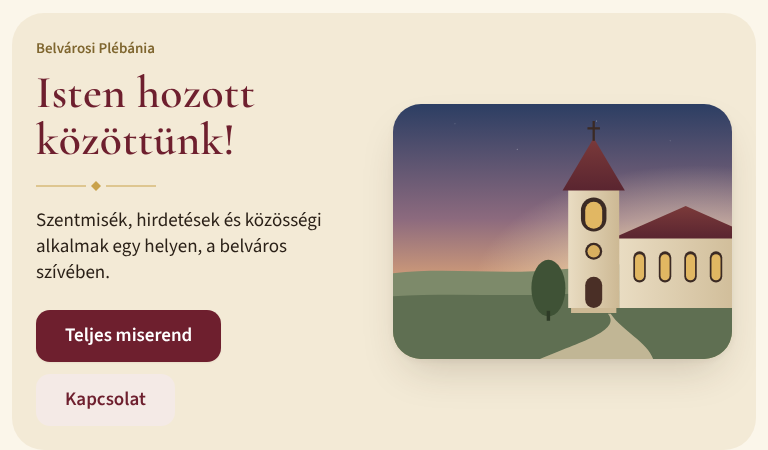 Belvárosi Plébánia
Isten hozott
közöttünk!
Szentmisék, hirdetések és közösségi
alkalmak egy helyen, a belváros
szívében.
Teljes miserend
Kapcsolat